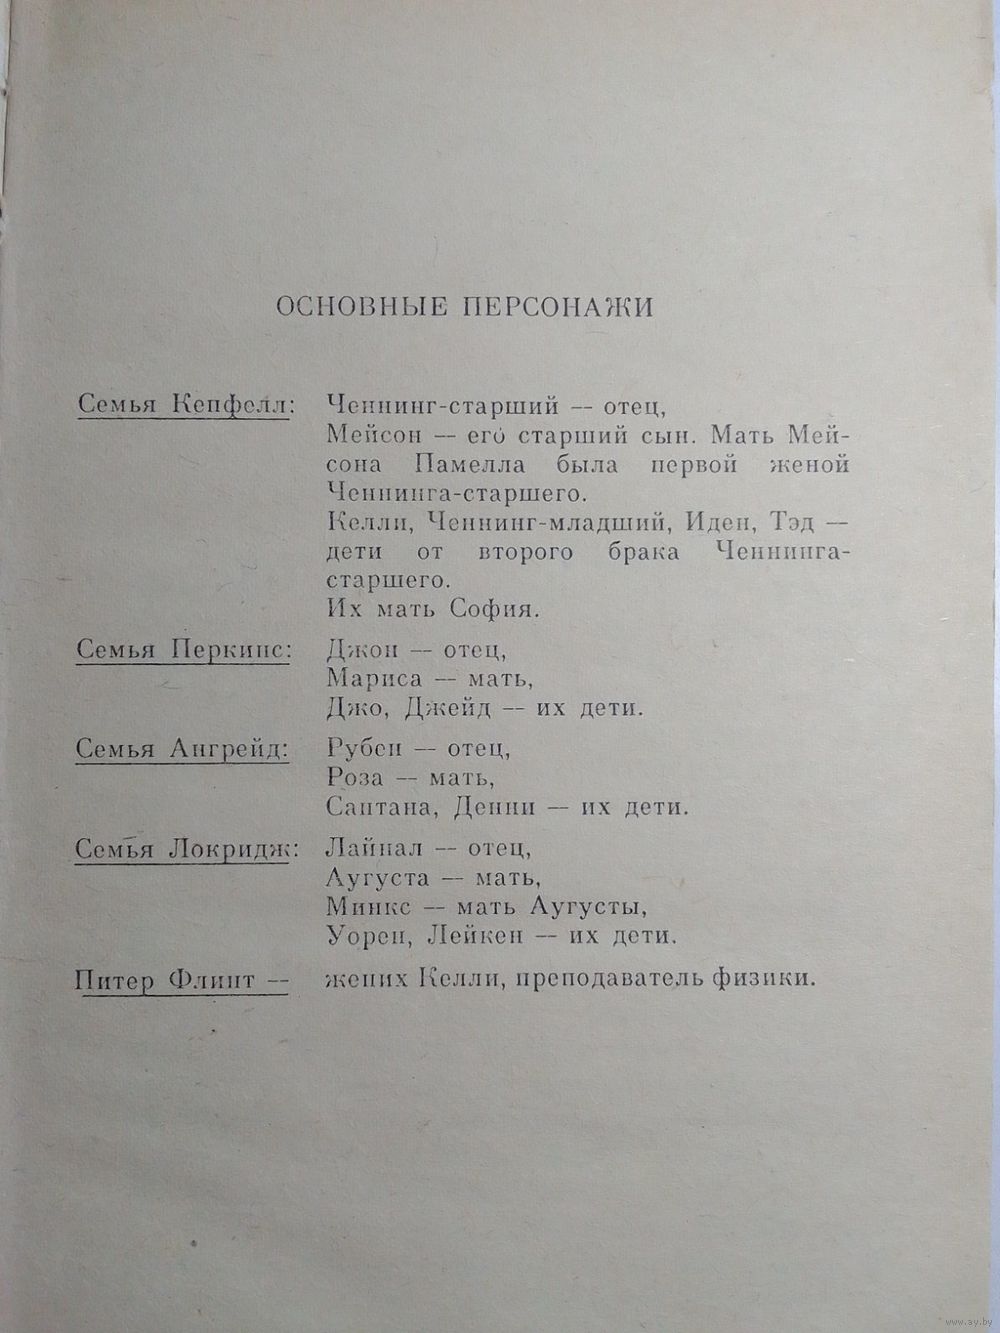 ОСНОВНЫЕ ПЕРСОНАЖИ
Семья Кепфелл: Ченнинг-старший — отец,
Мейсон — его старший сын. Мать Мей-
сона Памелла была первой женой
Ченнинга-старшего.
Келли, Ченнинг-младший, Иден, Тэд —
дети от второго брака Ченнинга-
старшего.
Их мать София.
Семья Перкинс: Джон — отец,
Мариса — мать,
Джо, Джейд — их дети.
Семья Ангрейд: Рубен — отец,
Роза — мать,
Сантана, Денни — их дети.
Семья Локридж: Лайнал — отец,
Аугуста — мать,
Минкс — мать Аугусты,
Уорен, Лейкен — их дети.
Питер Флинт — жених Келли, преподаватель физики.
www.ay.by